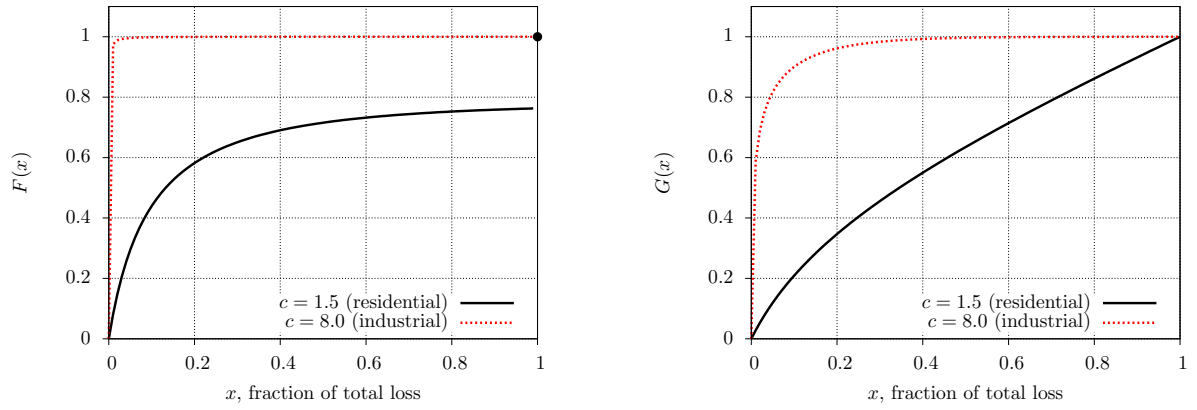 1
0.8
0.6
0.4
0.2
0
F(x)
c = 1.5 (residential)
c = 8.0 (industrial)
0 0.2 0.4 0.6 0.8 1
x, fraction of total loss
1
0.8
0.6
0.4
0.2
0
G(x)
c = 1.5 (residential)
c = 8.0 (industrial)
0 0.2 0.4 0.6 0.8 1
x, fraction of total loss